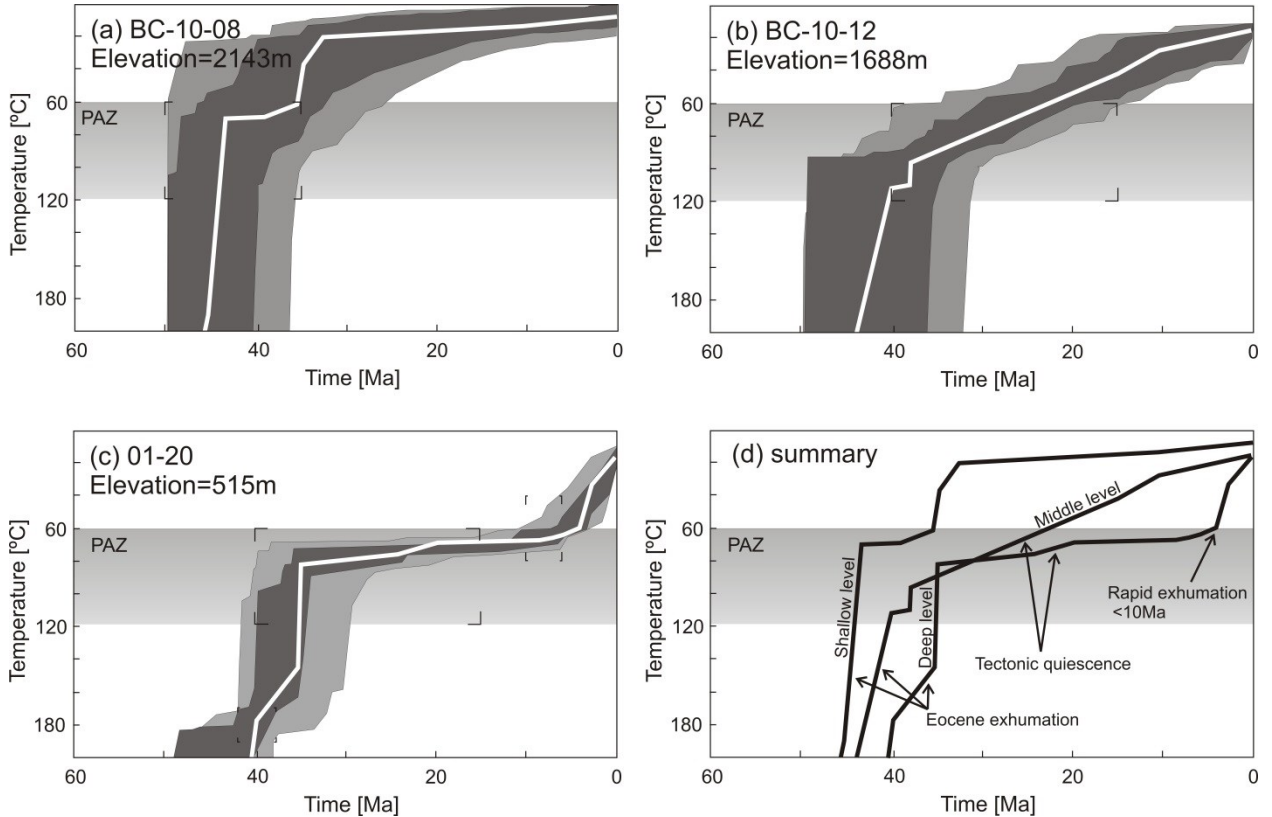 (a) BC-10-08
Elevation=2143m
PAZ
60
120
180
Temperature [ºC]
60
40
20
0
Time [Ma]
(b) BC-10-12
Elevation=1688m
PAZ
60
120
180
Temperature [ºC]
60
40
20
0
Time [Ma]
(c) 01-20
Elevation=515m
PAZ
60
120
180
Temperature [ºC]
60
40
20
0
Time [Ma]
(d) summary
PAZ
60
120
180
Temperature [ºC]
Shallow level
Deep level
Middle level
Rapid exhumation
<10Ma
Tectonic quiescence
Eocene exhumation
60
40
20
0
Time [Ma]